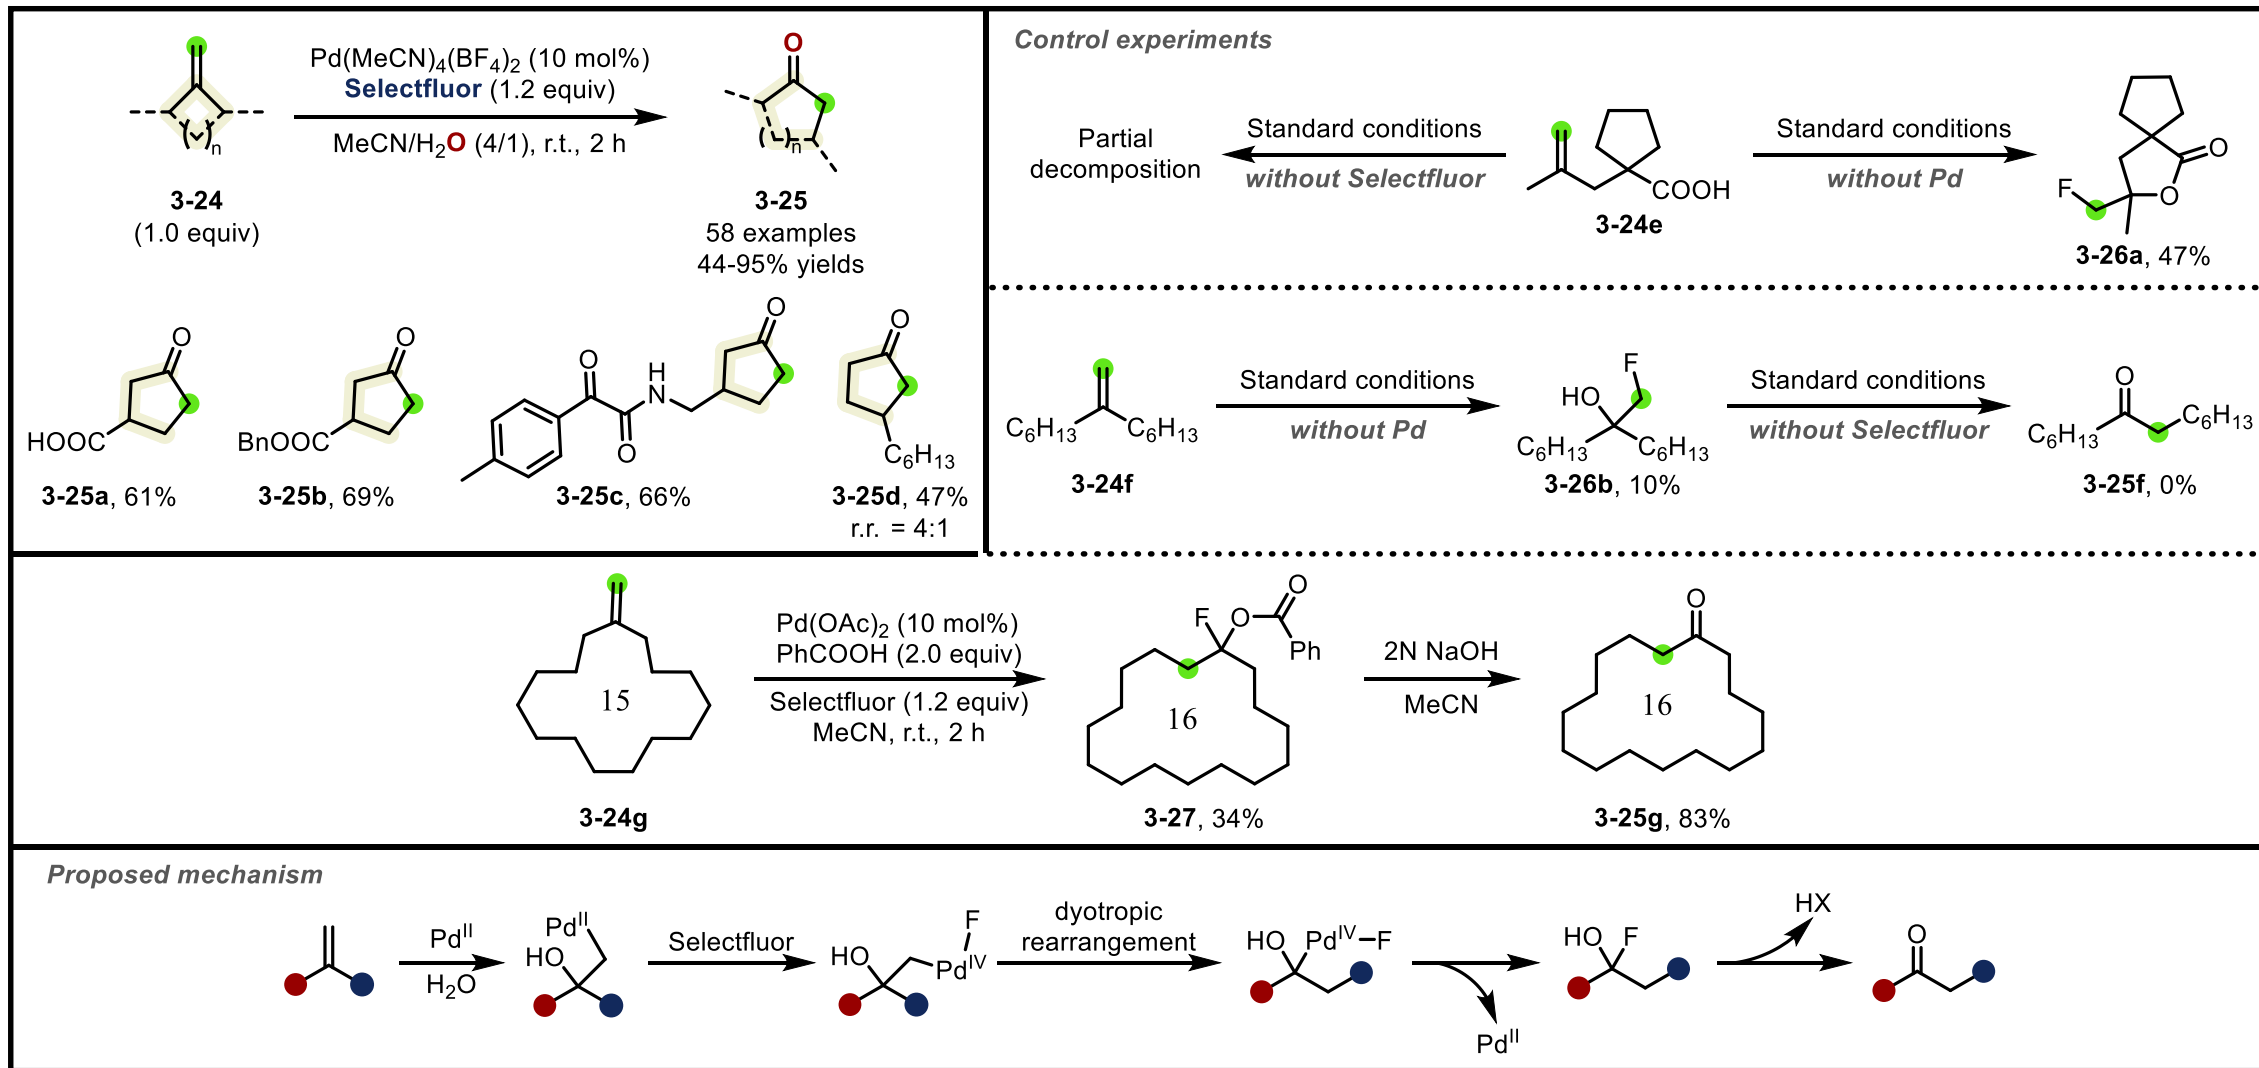 Pd(MeCN)4(BF4)2 (10 mol%)
Selectfluor (1.2 equiv)
MeCN/H2O (4/1), r.t., 2 h
n
3-24
(1.0 equiv)
O
n
3-25
58 examples
44-95% yields
O
HOOC
3-25a, 61%
O
BnOOC
3-25b, 69%
O
O
H
N
O
3-25c, 66%
O
C6H13
3-25d, 47%
r.r. = 4:1
Control experiments
Partial
decomposition
Standard conditions
without Selectfluor
COOH
3-24e
Standard conditions
without Pd
F
O
O
3-26a, 47%
C6H13
C6H13
3-24f
Standard conditions
without Pd
F
HO
C6H13
C6H13
3-26b, 10%
Standard conditions
without Selectfluor
O
C6H13
C6H13
3-25f, 0%
15
3-24g
Pd(OAc)2 (10 mol%)
PhCOOH (2.0 equiv)
Selectfluor (1.2 equiv)
MeCN, r.t., 2 h
O
F
O
Ph
16
3-27, 34%
2N NaOH
MeCN
O
16
3-25g, 83%
Proposed mechanism
PdII
H2O
PdII
HO
Selectfluor
F
HO
PdIV
dyotropic
rearrangement
HO
PdIV–F
PdII
HO
F
HX
O